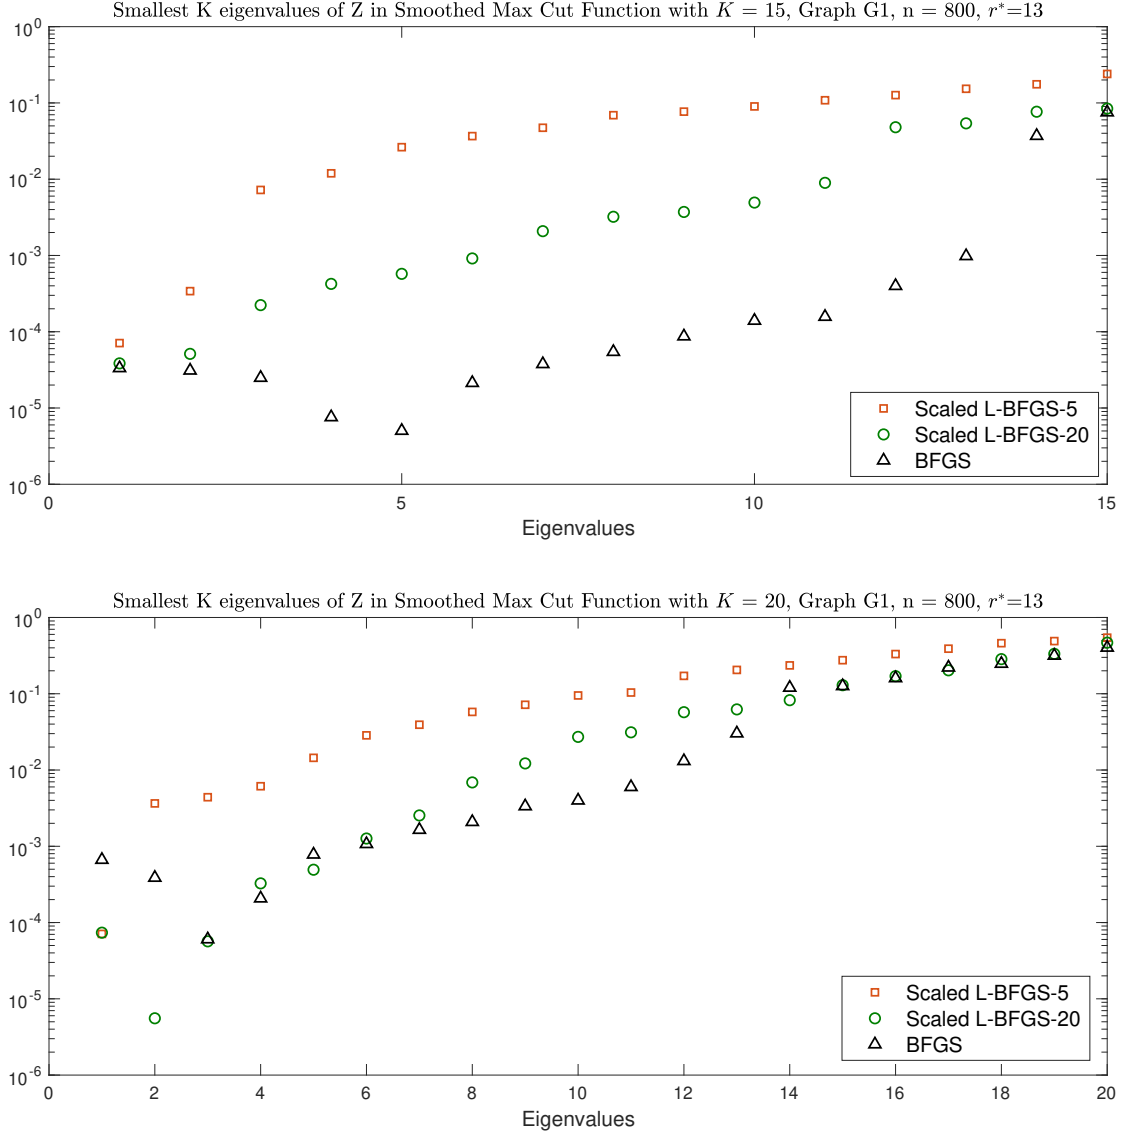 Smallest K eigenvalues of Z in Smoothed Max Cut Function with K = 15, Graph G1, n = 800, r*=13
10^0
10^-1
10^-2
10^-3
10^-4
10^-5
10^-6
Scaled L-BFGS-5
Scaled L-BFGS-20
BFGS
0 5 10 15
Eigenvalues
Smallest K eigenvalues of Z in Smoothed Max Cut Function with K = 20, Graph G1, n = 800, r*=13
10^0
10^-1
10^-2
10^-3
10^-4
10^-5
10^-6
Scaled L-BFGS-5
Scaled L-BFGS-20
BFGS
0 2 4 6 8 10 12 14 16 18 20
Eigenvalues